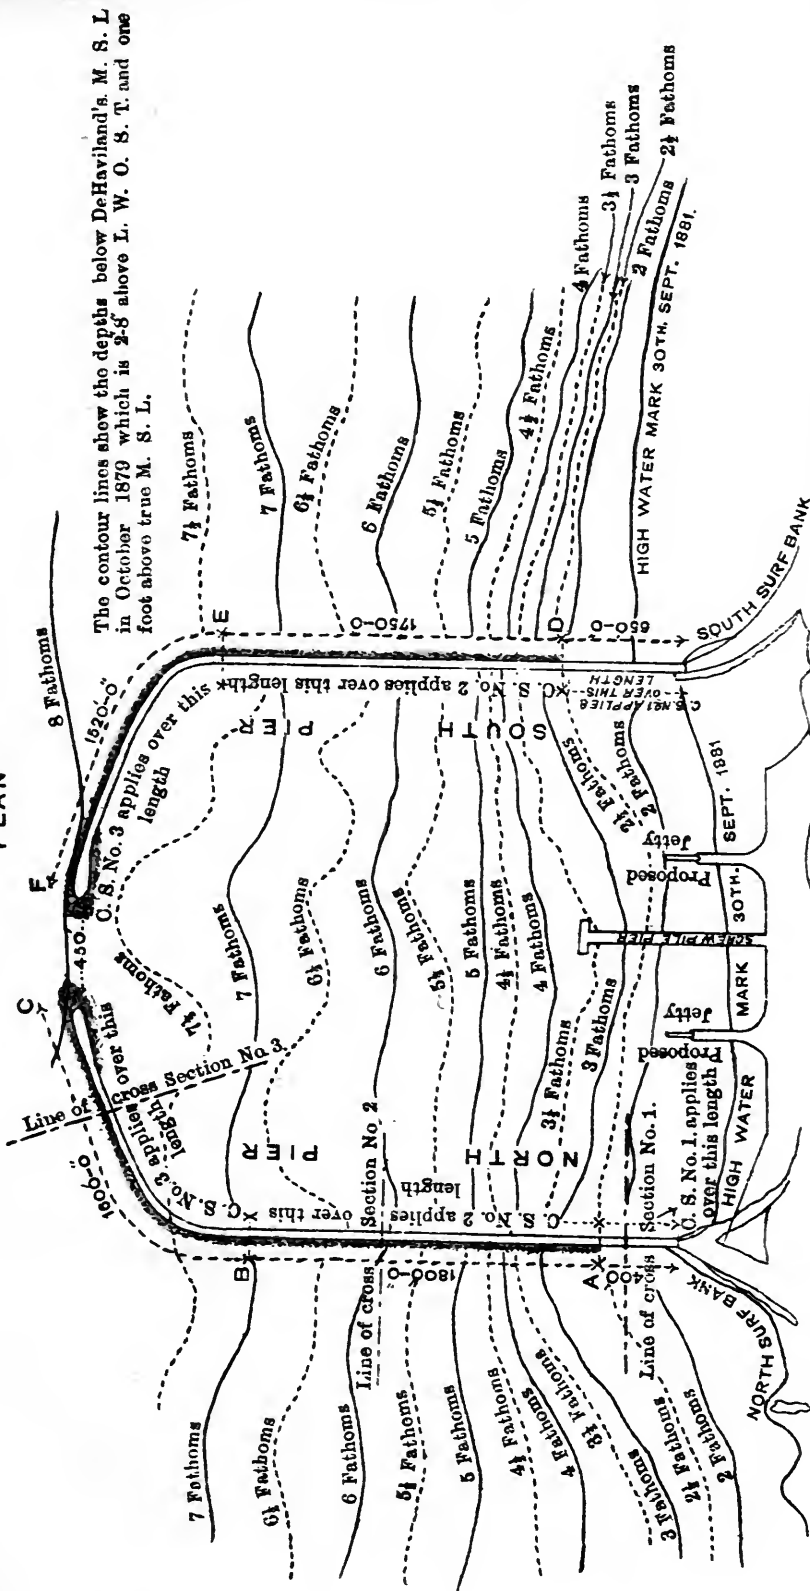 PLAN
The contour lines show the depths below DeHaviland's M. S. L
in October 1879 which is 2-8" above L. W. O. S. T. and one
foot above true M. S. L.
8 Fathoms
1520'-0"
F
C
450'
C. S. No. 3 applies over this
length
7½ Fathoms
Line of cross Section No 3.
1600'-0"
C. S. No. 3 applies over this
length
E
B
7½ Fathoms
7 Fathoms
6½ Fathoms
6 Fathoms
5½ Fathoms
5 Fathoms
4½ Fathoms
4 Fathoms
3½ Fathoms
3 Fathoms
2½ Fathoms
2 Fathoms
HIGH WATER MARK 30TH. SEPT. 1881.
1750-0
D
650-0
SOUTH SURF BANK
C. S. No. 2 applies over this length
C. S. No 1 APPLIES
OVER THIS
LENGTH
SOUTH PIER
7 Fathoms
6½ Fathoms
6 Fathoms
5½ Fathoms
5 Fathoms
4½ Fathoms
4 Fathoms
3½ Fathoms
3 Fathoms
2½ Fathoms
2 Fathoms
Proposed Jetty
SCREW PILE PIER
Proposed Jetty
HIGH WATER MARK 30TH. SEPT. 1881
NORTH PIER
C. S. No. 2 applies over this
length
Line of cross Section No 2
1800-0
A
400
Line of cross Section No. 1.
C. S. No. 1. applies
over this length
NORTH SURF BANK
7 Fathoms
6½ Fathoms
6 Fathoms
5½ Fathoms
5 Fathoms
4½ Fathoms
4 Fathoms
3½ Fathoms
3 Fathoms
2½ Fathoms
2 Fathoms